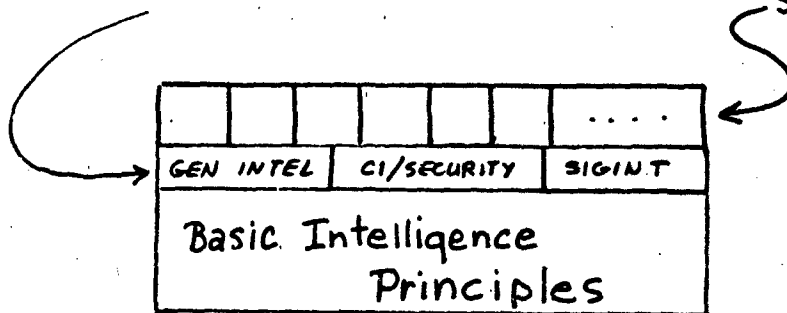 ....
GEN INTEL CI/SECURITY SIGINT
Basic Intelligence
Principles